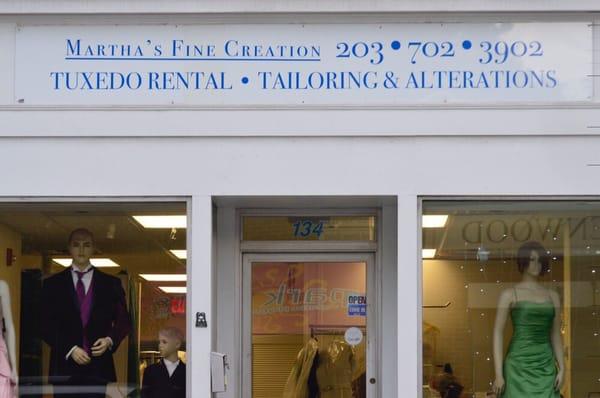 Martha's Fine Creation 203•702•3902
TUXEDO RENTAL • TAILORING & ALTERATIONS
134
OPEN